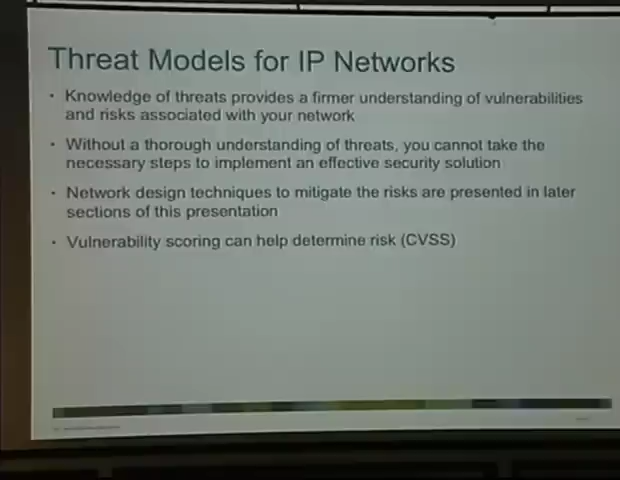 Threat Models for IP Networks
• Knowledge of threats provides a firmer understanding of vulnerabilities
and risks associated with your network
• Without a thorough understanding of threats, you cannot take the
necessary steps to implement an effective security solution
• Network design techniques to mitigate the risks are presented in later
sections of this presentation
• Vulnerability scoring can help determine risk (CVSS)